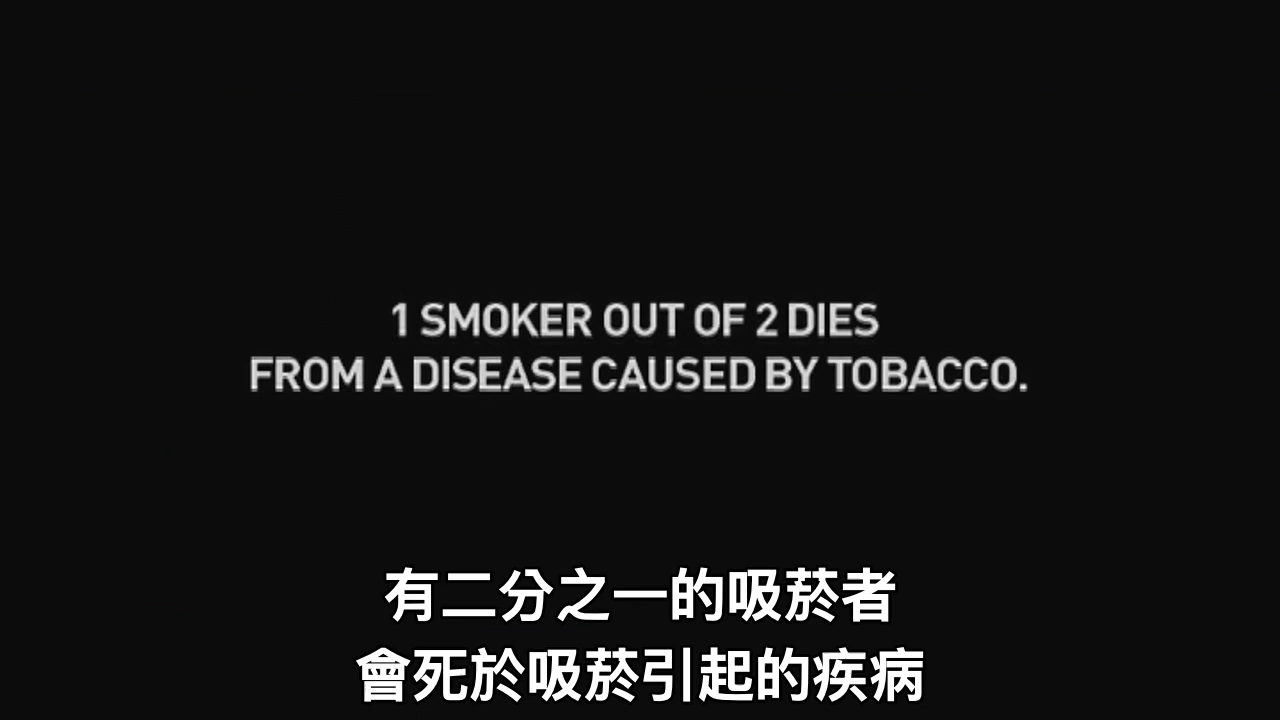 1 SMOKER OUT OF 2 DIES
FROM A DISEASE CAUSED BY TOBACCO.
有二分之一的吸菸者
會死於吸菸引起的疾病